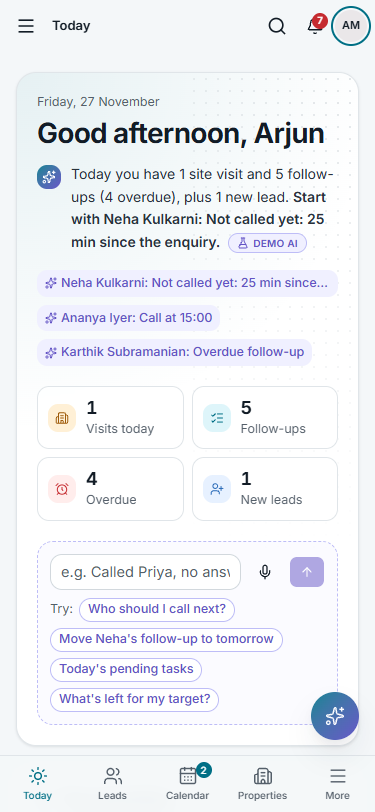 Today
7
AM
Friday, 27 November
Good afternoon, Arjun
Today you have 1 site visit and 5 follow-
ups (4 overdue), plus 1 new lead. Start
with Neha Kulkarni: Not called yet: 25
min since the enquiry. DEMO AI
Neha Kulkarni: Not called yet: 25 min since...
Ananya Iyer: Call at 15:00
Karthik Subramanian: Overdue follow-up
1
Visits today
5
Follow-ups
4
Overdue
1
New leads
e.g. Called Priya, no answ
Try: Who should I call next?
Move Neha's follow-up to tomorrow
Today's pending tasks
What's left for my target?
2
Today
Leads
Calendar
Properties
More